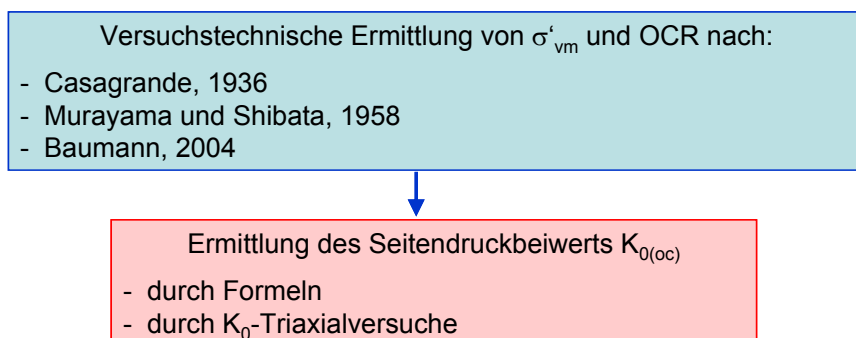 Versuchstechnische Ermittlung von σ‘vm und OCR nach:
- Casagrande, 1936
- Murayama und Shibata, 1958
- Baumann, 2004
Ermittlung des Seitendruckbeiwerts K0(oc)
- durch Formeln
- durch K0-Triaxialversuche